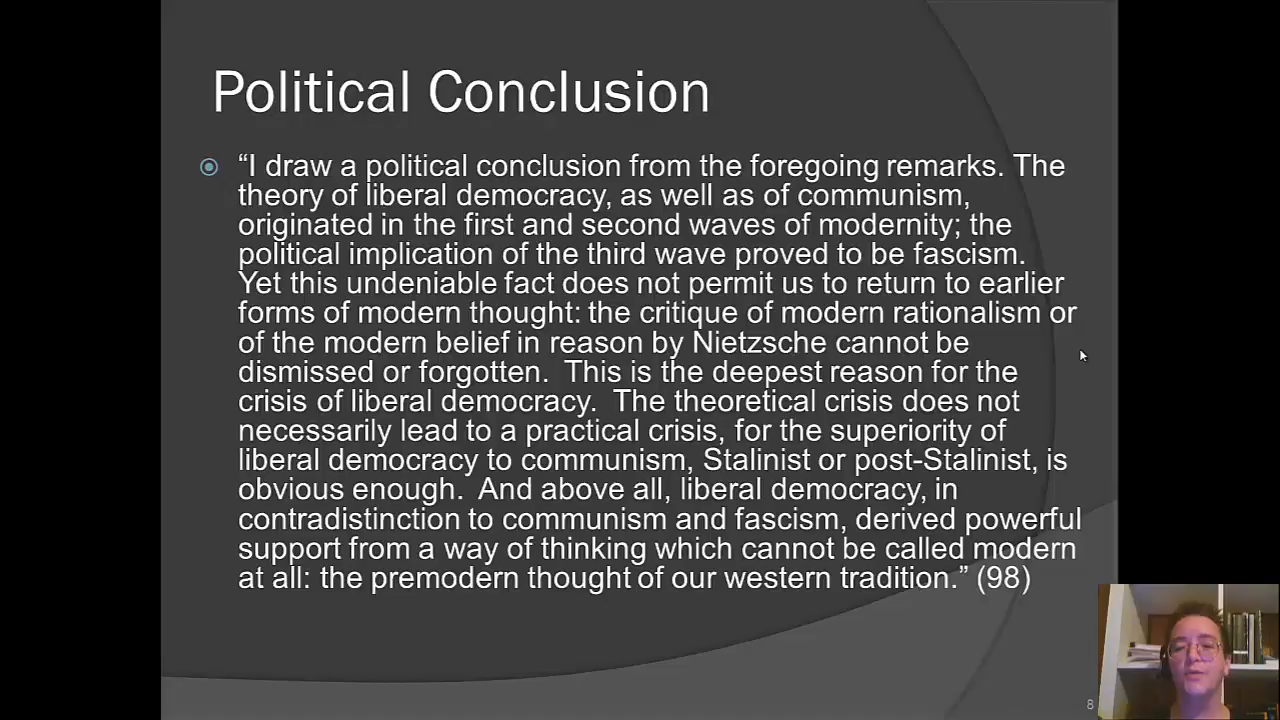 Political Conclusion
“I draw a political conclusion from the foregoing remarks. The
theory of liberal democracy, as well as of communism,
originated in the first and second waves of modernity; the
political implication of the third wave proved to be fascism.
Yet this undeniable fact does not permit us to return to earlier
forms of modern thought: the critique of modern rationalism or
of the modern belief in reason by Nietzsche cannot be
dismissed or forgotten.  This is the deepest reason for the
crisis of liberal democracy.  The theoretical crisis does not
necessarily lead to a practical crisis, for the superiority of
liberal democracy to communism, Stalinist or post-Stalinist, is
obvious enough.  And above all, liberal democracy, in
contradistinction to communism and fascism, derived powerful
support from a way of thinking which cannot be called modern
at all: the premodern thought of our western tradition.” (98)
8